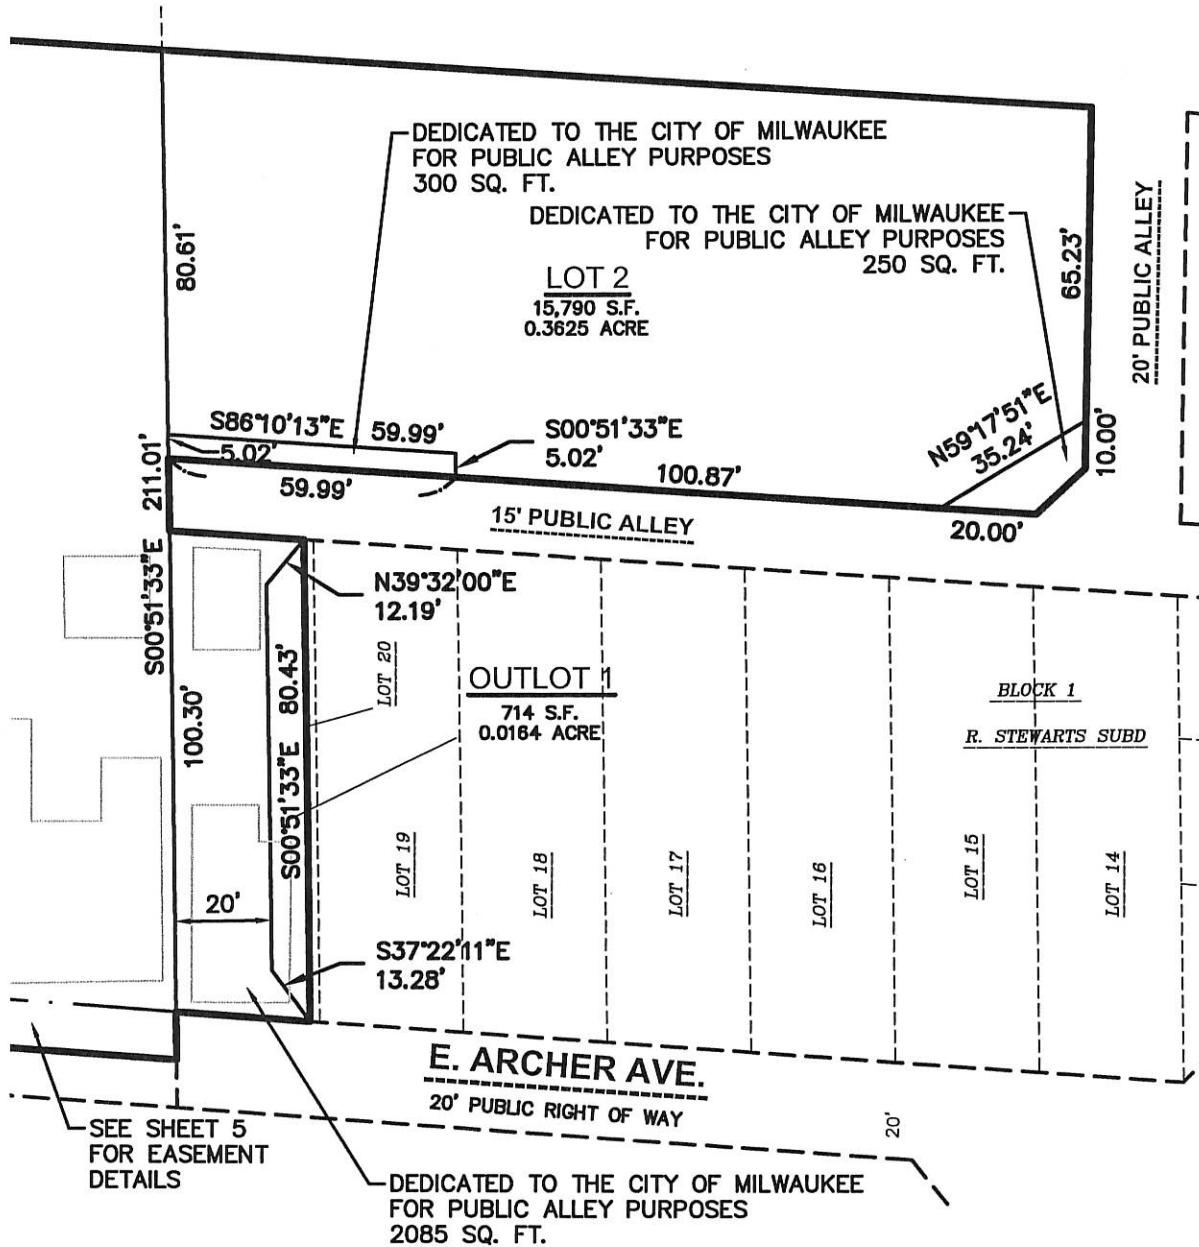 DEDICATED TO THE CITY OF MILWAUKEE
FOR PUBLIC ALLEY PURPOSES
300 SQ. FT.
DEDICATED TO THE CITY OF MILWAUKEE
FOR PUBLIC ALLEY PURPOSES
250 SQ. FT.
80.61'
LOT 2
15,790 S.F.
0.3625 ACRE
65.23'
20' PUBLIC ALLEY
S86°10'13"E 59.99'
5.02'
S00°51'33"E
5.02'
N59°17'51"E
35.24'
10.00'
59.99'
100.87'
20.00'
15' PUBLIC ALLEY
S00°51'33"E 211.01'
N39°32'00"E
12.19'
100.30'
S00°51'33"E 80.43'
LOT 20
OUTLOT 1
714 S.F.
0.0164 ACRE
BLOCK 1
R. STEWARTS SUBD
LOT 19
LOT 18
LOT 17
LOT 16
LOT 15
LOT 14
20'
S37°22'11"E
13.28'
E. ARCHER AVE.
20' PUBLIC RIGHT OF WAY
20'
SEE SHEET 5
FOR EASEMENT
DETAILS
DEDICATED TO THE CITY OF MILWAUKEE
FOR PUBLIC ALLEY PURPOSES
2085 SQ. FT.